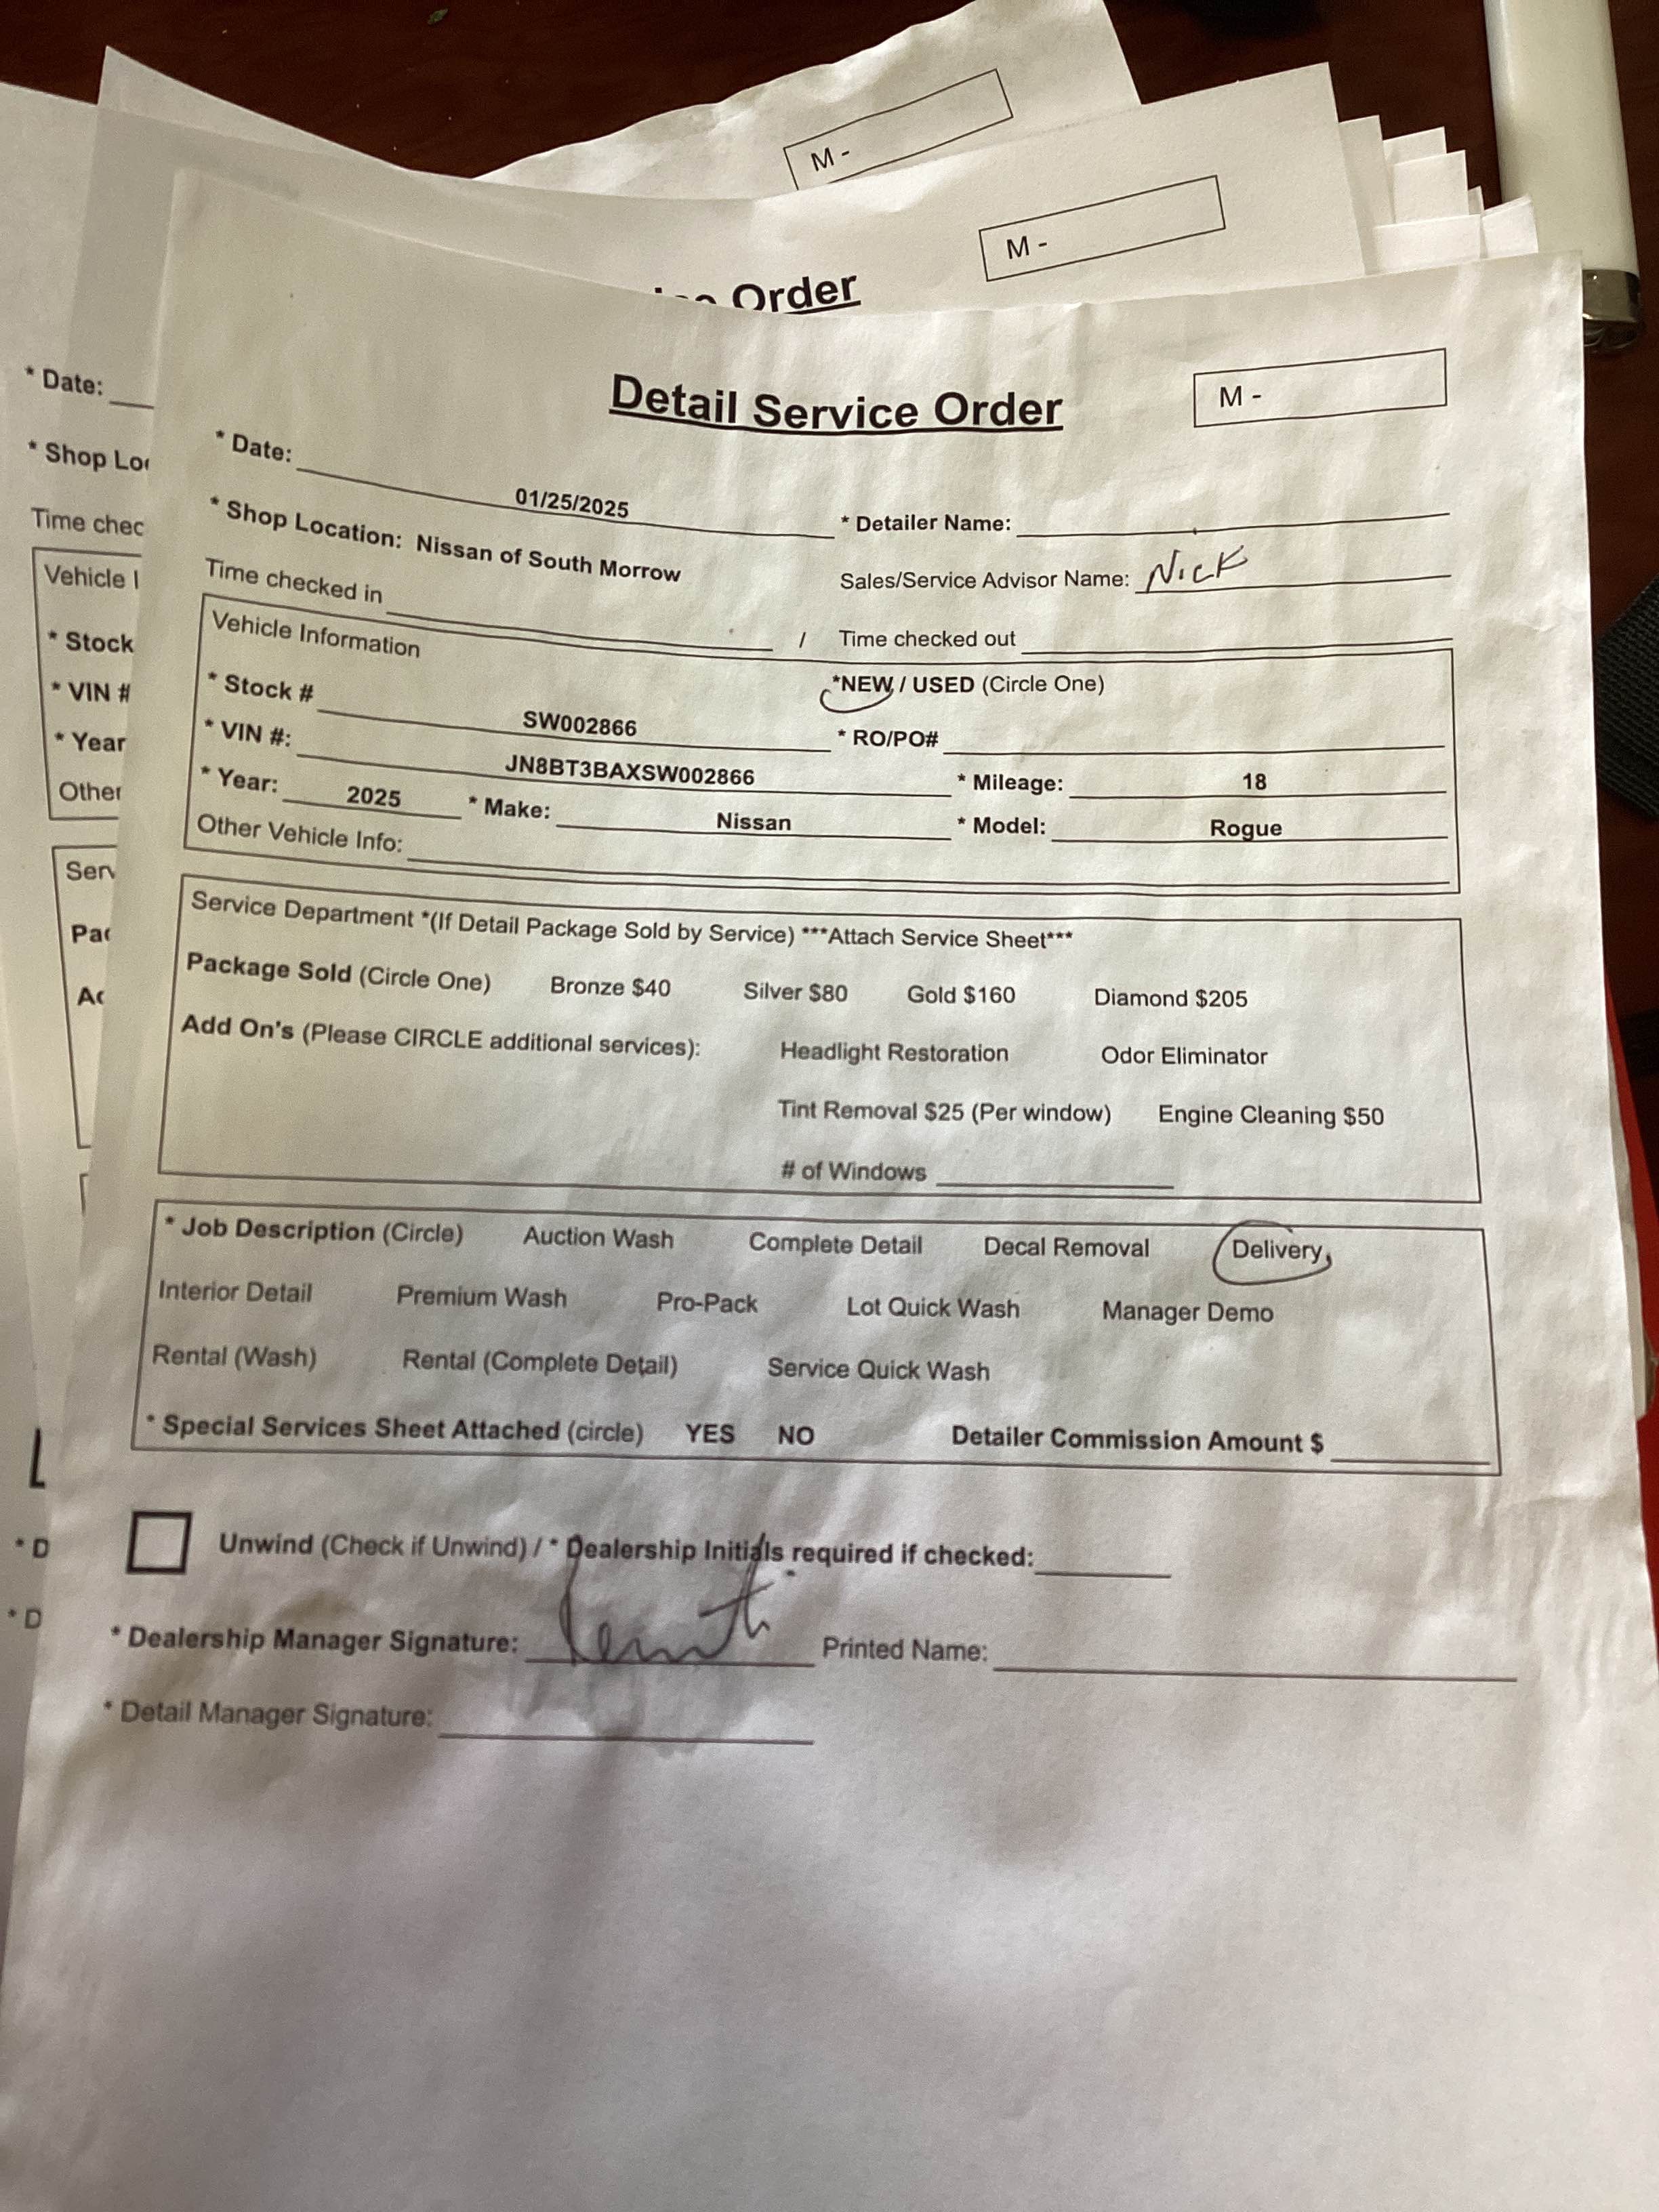 M -
M -
Order
M -
Detail Service Order
* Date: 01/25/2025
* Detailer Name:
* Shop Location: Nissan of South Morrow
Sales/Service Advisor Name: Nick
Time checked in / Time checked out
Vehicle Information
* Stock # SW002866
*NEW / USED (Circle One)
* VIN #: JN8BT3BAXSW002866
* RO/PO#
* Mileage: 18
* Year: 2025 * Make: Nissan * Model: Rogue
Other Vehicle Info:
Service Department *(If Detail Package Sold by Service) ***Attach Service Sheet***
Package Sold (Circle One) Bronze $40 Silver $80 Gold $160 Diamond $205
Add On's (Please CIRCLE additional services): Headlight Restoration Odor Eliminator
Tint Removal $25 (Per window) Engine Cleaning $50
# of Windows
* Job Description (Circle) Auction Wash Complete Detail Decal Removal Delivery
Interior Detail Premium Wash Pro-Pack Lot Quick Wash Manager Demo
Rental (Wash) Rental (Complete Detail) Service Quick Wash
* Special Services Sheet Attached (circle) YES NO Detailer Commission Amount $
Unwind (Check if Unwind) / * Dealership Initials required if checked:
* Dealership Manager Signature: Printed Name:
* Detail Manager Signature:
* Date:
* Shop
Time
Vehicle
* Stock
* VIN #
* Year
Other
* D
* D